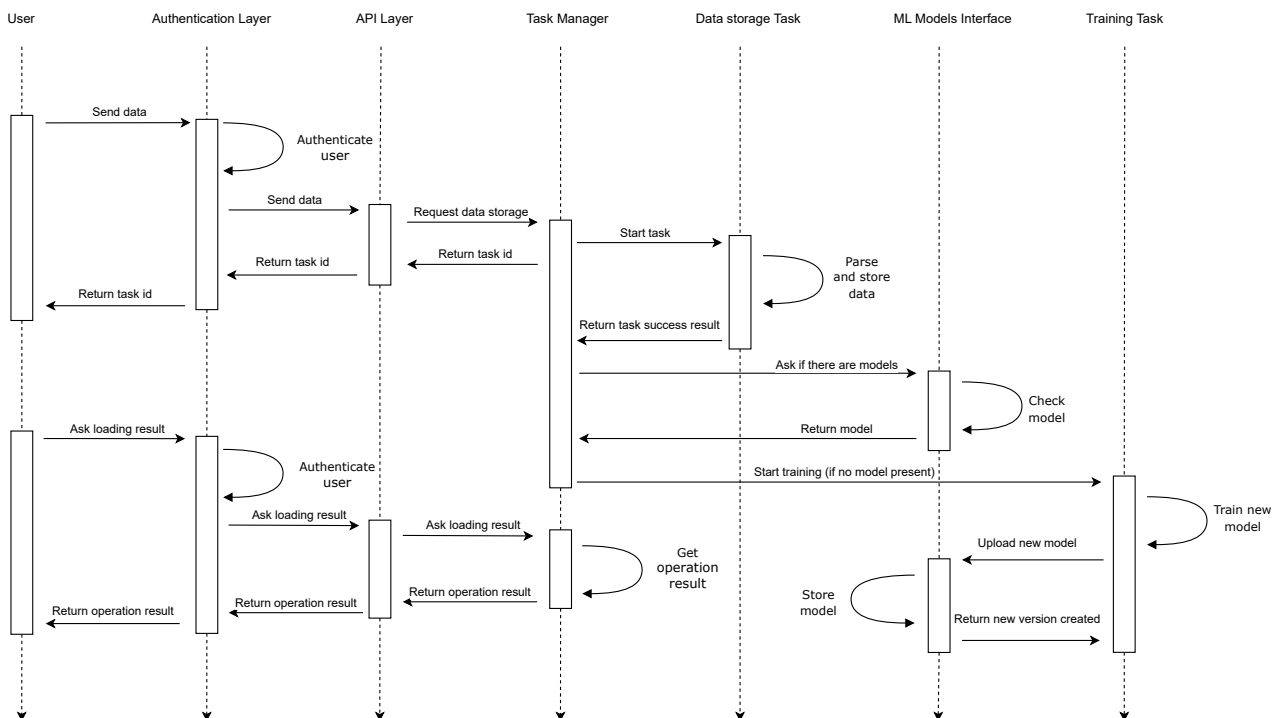 User
Authentication Layer
API Layer
Task Manager
Data storage Task
ML Models Interface
Training Task
Send data
Authenticate
user
Send data
Request data storage
Start task
Return task id
Return task id
Return task id
Parse
and store
data
Return task success result
Ask if there are models
Check
model
Return model
Ask loading result
Authenticate
user
Start training (if no model present)
Ask loading result
Ask loading result
Train new
model
Get
operation
result
Upload new model
Store
model
Return operation result
Return operation result
Return operation result
Return new version created